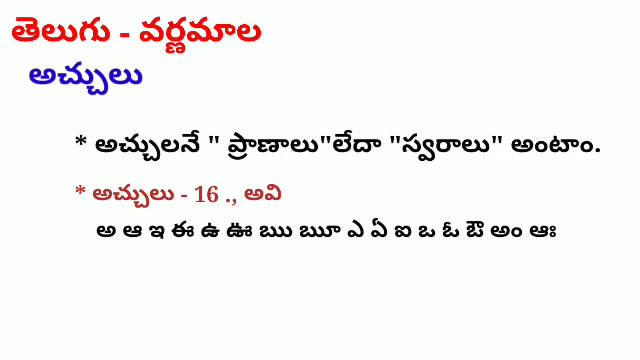 తెలుగు - వర్ణమాల
అచ్చులు
* అచ్చులనే " ప్రాణాలు"లేదా "స్వరాలు" అంటాం.
* అచ్చులు - 16 ., అవి
అ ఆ ఇ ఈ ఉ ఊ ఋ ౠ ఎ ఏ ఐ ఒ ఓ ఔ అం ఆః